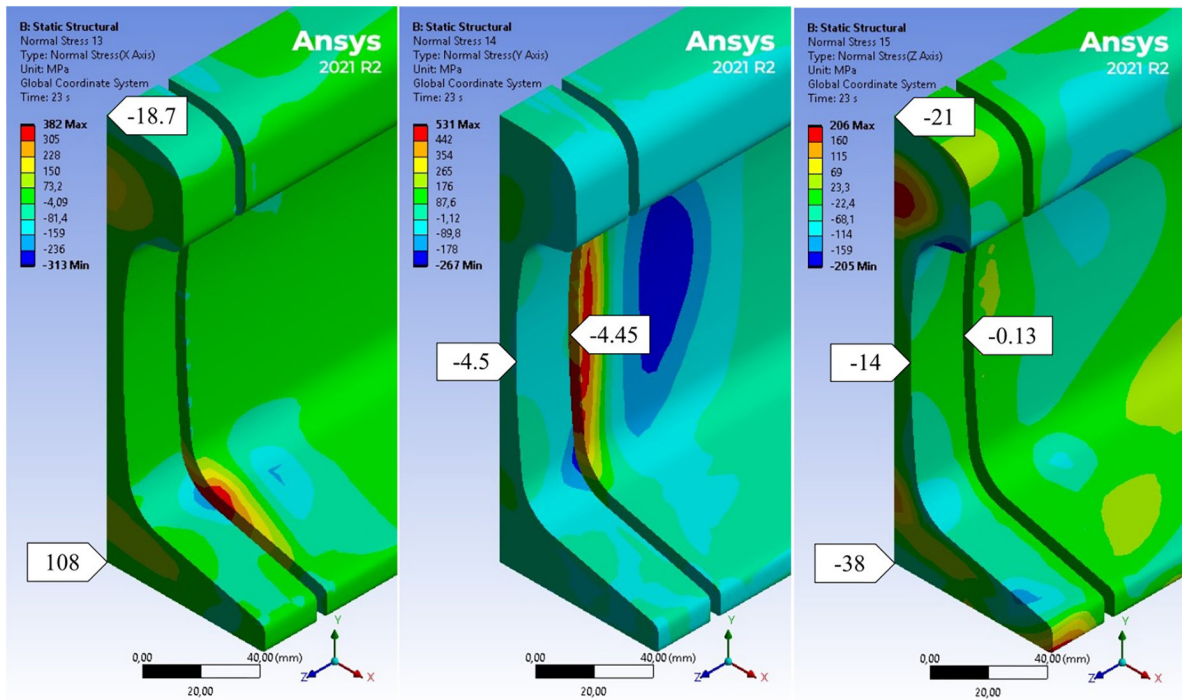 B: Static Structural
Normal Stress 13
Type: Normal Stress(X Axis)
Unit: MPa
Global Coordinate System
Time: 23 s
Ansys
2021 R2
382 Max
305
228
150
73,2
-4,09
-81,4
-159
-236
-313 Min
-18.7
108
0,00
40,00 (mm)
20,00
Y
Z
X
B: Static Structural
Normal Stress 14
Type: Normal Stress(Y Axis)
Unit: MPa
Global Coordinate System
Time: 23 s
Ansys
2021 R2
531 Max
442
354
265
176
87,6
-1,12
-89,8
-178
-267 Min
-4.45
-4.5
0,00
40,00 (mm)
20,00
Y
Z
X
B: Static Structural
Normal Stress 15
Type: Normal Stress(Z Axis)
Unit: MPa
Global Coordinate System
Time: 23 s
Ansys
2021 R2
206 Max
160
115
69
23,3
-22,4
-68,1
-114
-159
-205 Min
-21
-0.13
-14
-38
0,00
40,00 (mm)
20,00
Y
Z
X